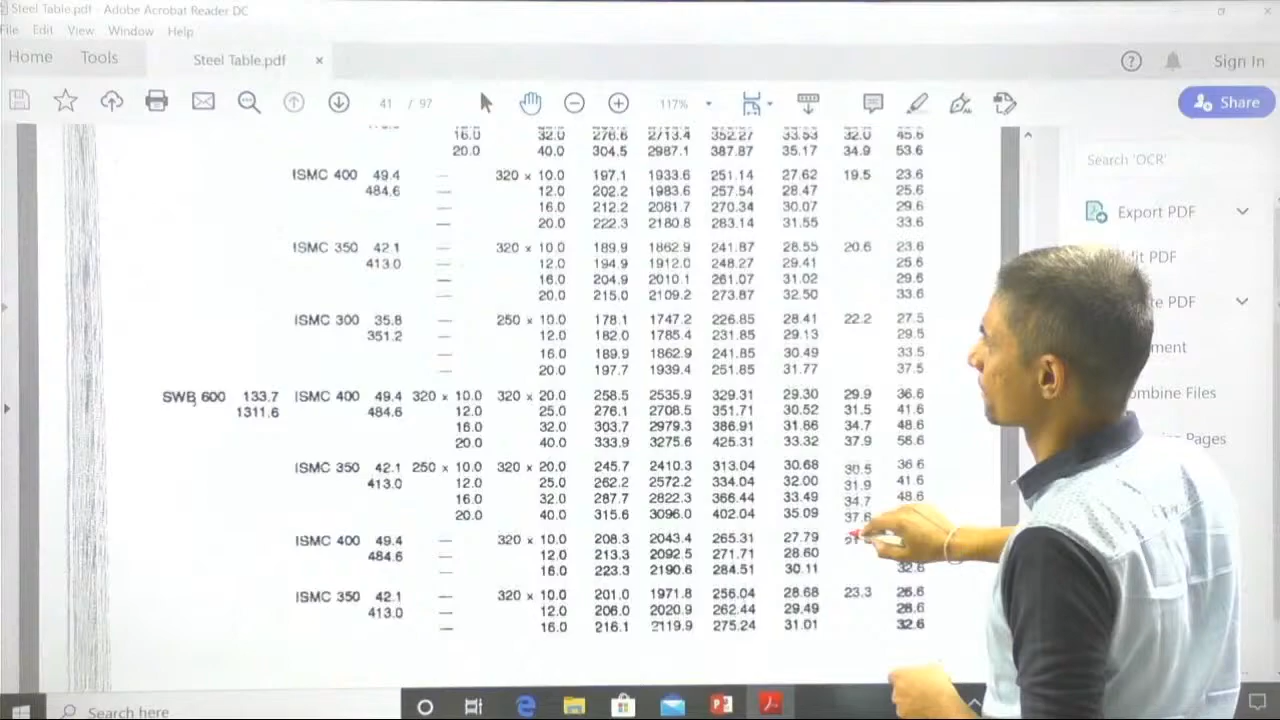 Steel Table.pdf - Adobe Acrobat Reader DC
File Edit View Window Help
Home Tools Steel Table.pdf × ? Sign In
41 / 97 117% Share
16.0 32.0 276.6 2713.4 352.27 33.53 32.0 45.6
20.0 40.0 304.5 2987.1 387.87 35.17 34.9 53.6
ISMC 400 49.4 — 320 × 10.0 197.1 1933.6 251.14 27.62 19.5 23.6
484.6 — 12.0 202.2 1983.6 257.54 28.47 25.6
— 16.0 212.2 2081.7 270.34 30.07 29.6
— 20.0 222.3 2180.8 283.14 31.55 33.6
ISMC 350 42.1 — 320 × 10.0 189.9 1862.9 241.87 28.55 20.6 23.6
413.0 — 12.0 194.9 1912.0 248.27 29.41 25.6
— 16.0 204.9 2010.1 261.07 31.02 29.6
— 20.0 215.0 2109.2 273.87 32.50 33.6
ISMC 300 35.8 — 250 × 10.0 178.1 1747.2 226.85 28.41 22.2 27.5
351.2 — 12.0 182.0 1785.4 231.85 29.13 29.5
— 16.0 189.9 1862.9 241.85 30.49 33.5
— 20.0 197.7 1939.4 251.85 31.77 37.5
SWB 600 133.7 ISMC 400 49.4 320 × 10.0 320 × 20.0 258.5 2535.9 329.31 29.30 29.9 36.6
1311.6 484.6 12.0 25.0 276.1 2708.5 351.71 30.52 31.5 41.6
16.0 32.0 303.7 2979.3 386.91 31.86 34.7 48.6
20.0 40.0 333.9 3275.6 425.31 33.32 37.9 56.6
ISMC 350 42.1 250 × 10.0 320 × 20.0 245.7 2410.3 313.04 30.68 30.5 36.6
413.0 12.0 25.0 262.2 2572.2 334.04 32.00 31.9 41.6
16.0 32.0 287.7 2822.3 366.44 33.49 34.7 48.6
20.0 40.0 315.6 3096.0 402.04 35.09 37.6
ISMC 400 49.4 — 320 × 10.0 208.3 2043.4 265.31 27.79
484.6 — 12.0 213.3 2092.5 271.71 28.60
— 16.0 223.3 2190.6 284.51 30.11 32.6
ISMC 350 42.1 — 320 × 10.0 201.0 1971.8 256.04 28.68 23.3 26.6
413.0 — 12.0 206.0 2020.9 262.44 29.49 28.6
— 16.0 216.1 2119.9 275.24 31.01 32.6
Search 'OCR'
Export PDF
PDF
PDF
Files
Pages
Search here